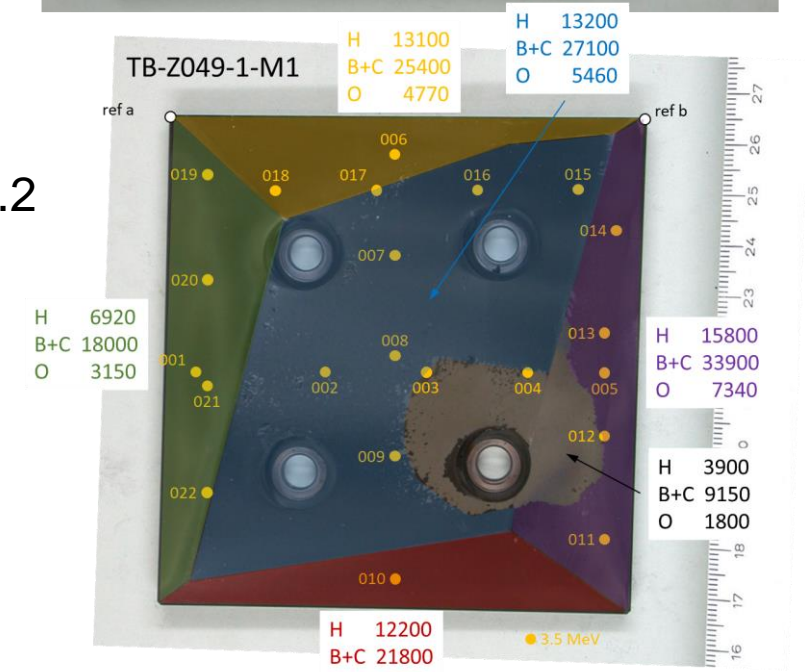 H 13200
B+C 27100
O 5460
H 13100
B+C 25400
O 4770
TB-Z049-1-M1
ref a
ref b
.2
006
019
018
017
016
015
014
007
020
013
H 6920
B+C 18000
O 3150
H 15800
B+C 33900
O 7340
008
001
002
003
004
005
021
012
009
H 3900
B+C 9150
O 1800
022
011
010
H 12200
B+C 21800
3.5 MeV
27
26
25
24
23
0
18
17
16